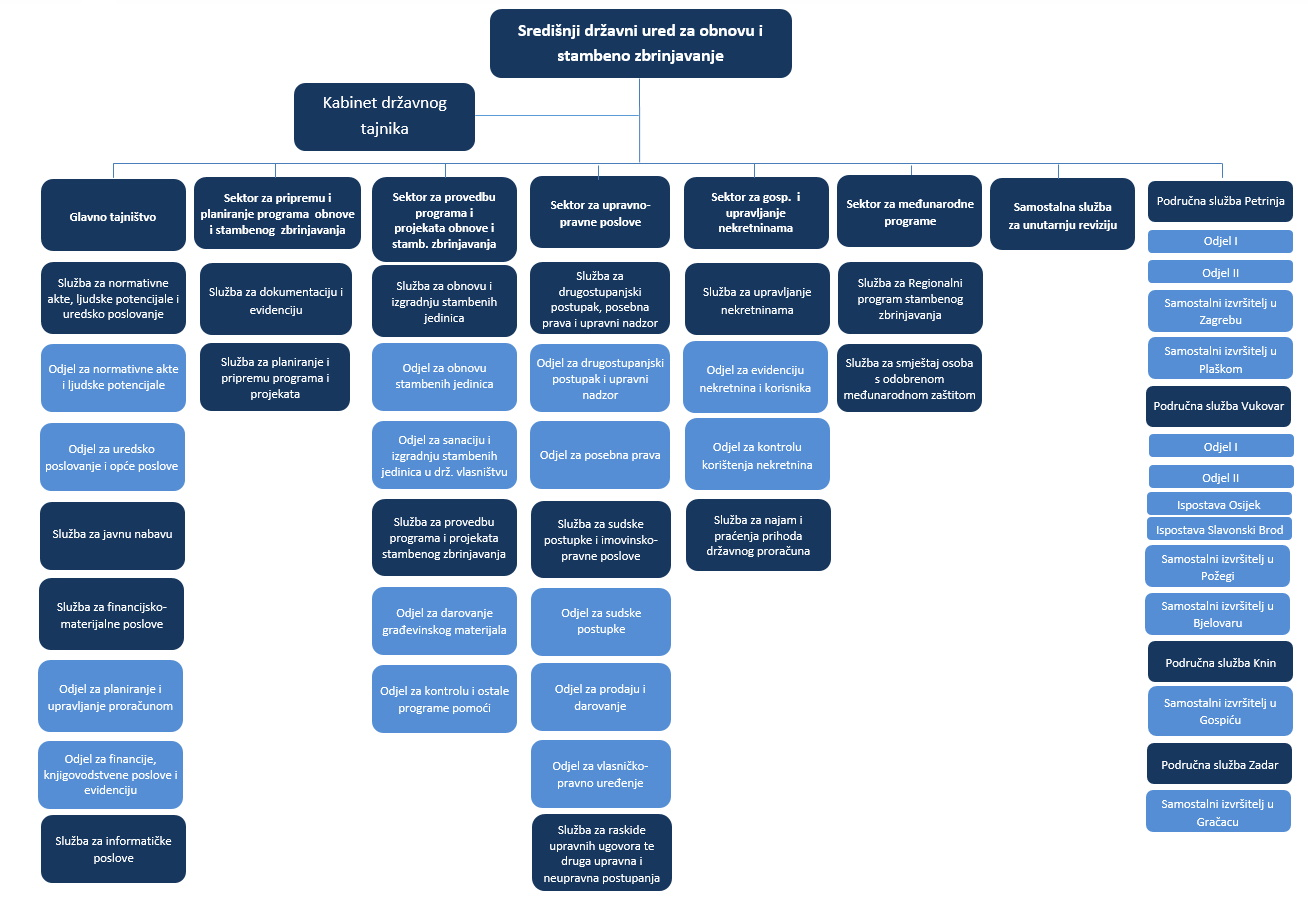 Središnji državni ured za obnovu i
stambeno zbrinjavanje
Kabinet državnog
tajnika
Glavno tajništvo
Služba za normativne
akte, ljudske potencijale i
uredsko poslovanje
Odjel za normativne akte
i ljudske potencijale
Odjel za uredsko
poslovanje i opće poslove
Služba za javnu nabavu
Služba za financijsko-
materijalne poslove
Odjel za planiranje i
upravljanje proračunom
Odjel za financije,
knjigovodstvene poslove i
evidenciju
Služba za informatičke
poslove
Sektor za pripremu i
planiranje programa obnove
i stambenog zbrinjavanja
Služba za dokumentaciju i
evidenciju
Služba za planiranje i
pripremu programa i
projekata
Sektor za provedbu
programa i
projekata obnove i
stamb. zbrinjavanja
Služba za obnovu i
izgradnju stambenih
jedinica
Odjel za obnovu
stambenih jedinica
Odjel za sanaciju i
izgradnju stambenih
jedinica u drž. vlasništvu
Služba za provedbu
programa i projekata
stambenog zbrinjavanja
Odjel za darovanje
građevinskog materijala
Odjel za kontrolu i ostale
programe pomoći
Sektor za upravno-
pravne poslove
Služba za
drugostupanjski
postupak, posebna
prava i upravni nadzor
Odjel za drugostupanjski
postupak i upravni
nadzor
Odjel za posebna prava
Služba za sudske
postupke i imovinsko-
pravne poslove
Odjel za sudske
postupke
Odjel za prodaju i
darovanje
Odjel za vlasničko-
pravno uređenje
Služba za raskide
upravnih ugovora te
druga upravna i
neupravna postupanja
Sektor za gosp. i
upravljanje
nekretninama
Služba za upravljanje
nekretninama
Odjel za evidenciju
nekretnina i korisnika
Odjel za kontrolu
korištenja nekretnina
Služba za najam i
praćenja prihoda
državnog proračuna
Sektor za međunarodne
programe
Služba za Regionalni
program stambenog
zbrinjavanja
Služba za smještaj osoba
s odobrenom
međunarodnom zaštitom
Samostalna služba
za unutarnju reviziju
Područna služba Petrinja
Odjel I
Odjel II
Samostalni izvršitelj u
Zagrebu
Samostalni izvršitelj u
Plaškom
Područna služba Vukovar
Odjel I
Odjel II
Ispostava Osijek
Ispostava Slavonski Brod
Samostalni izvršitelj u
Požegi
Samostalni izvršitelj u
Bjelovaru
Područna služba Knin
Samostalni izvršitelj u
Gospiću
Područna služba Zadar
Samostalni izvršitelj u
Gračacu